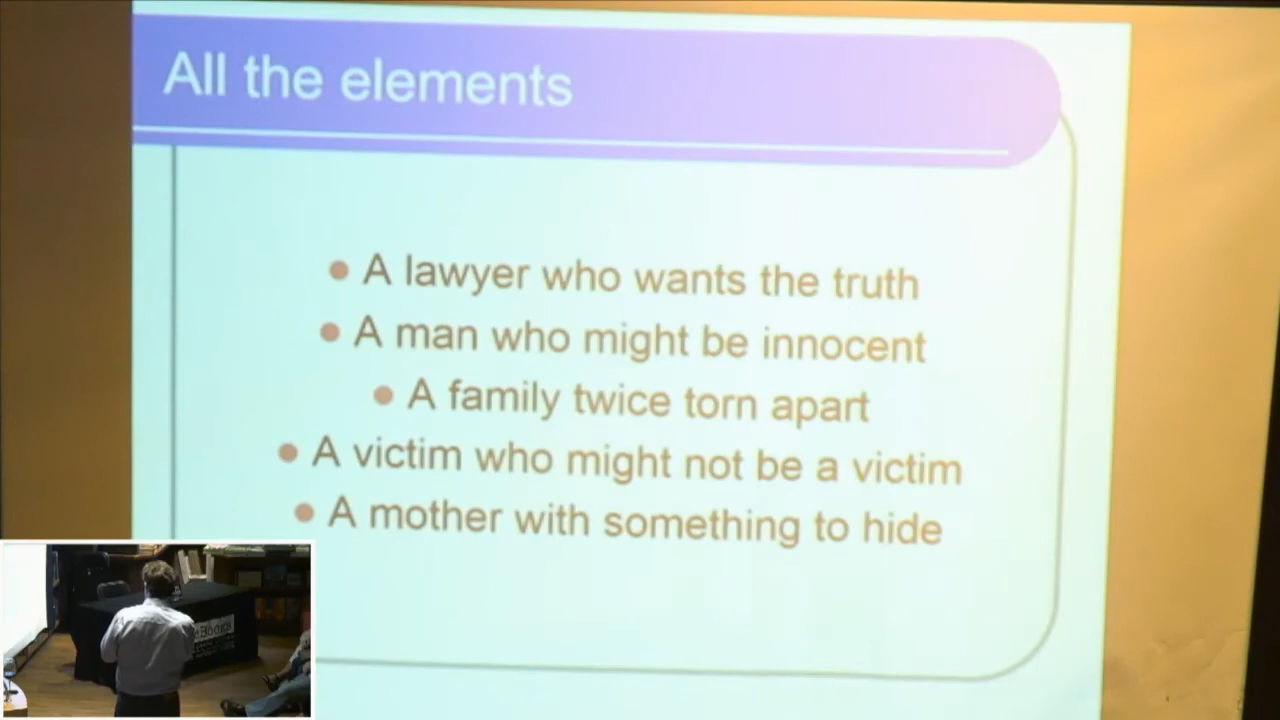 All the elements
• A lawyer who wants the truth
• A man who might be innocent
• A family twice torn apart
• A victim who might not be a victim
• A mother with something to hide
eBooks